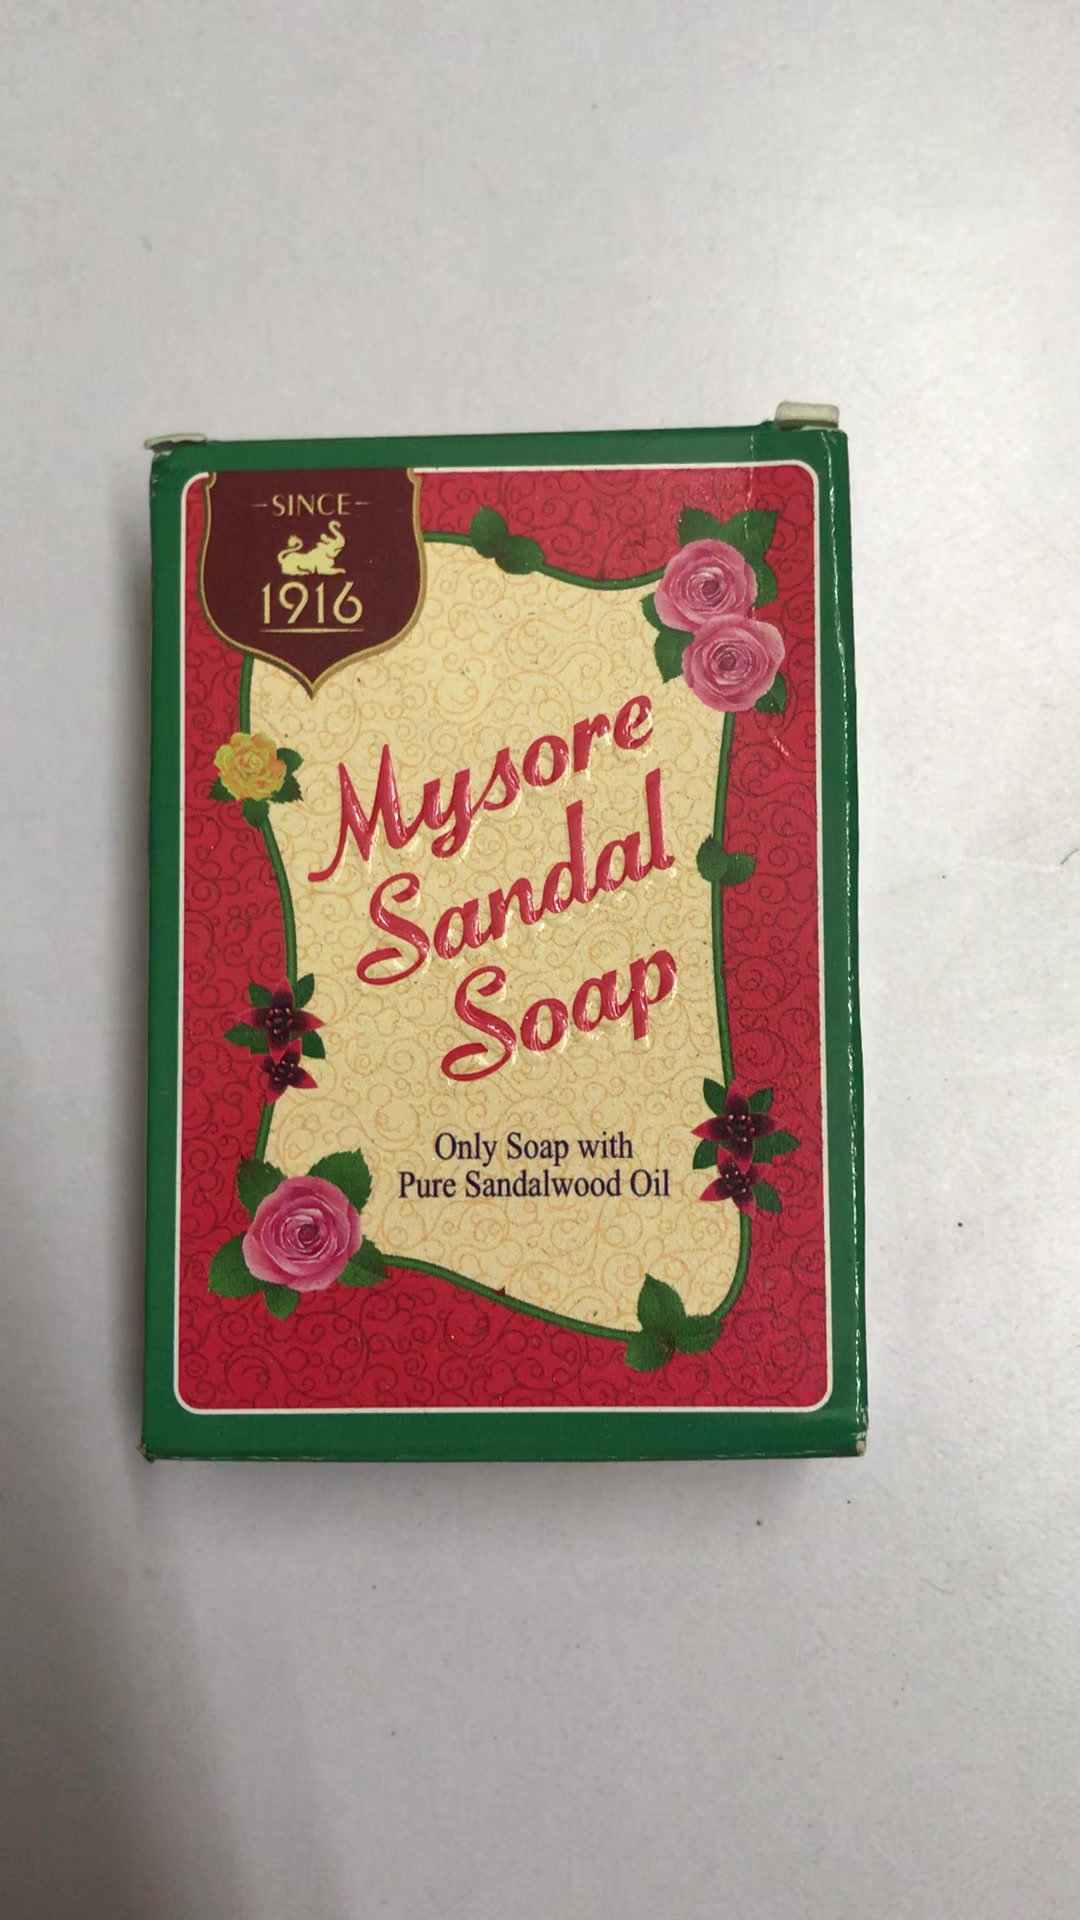 -SINCE-
1916
Mysore
Sandal
Soap
Only Soap with
Pure Sandalwood Oil